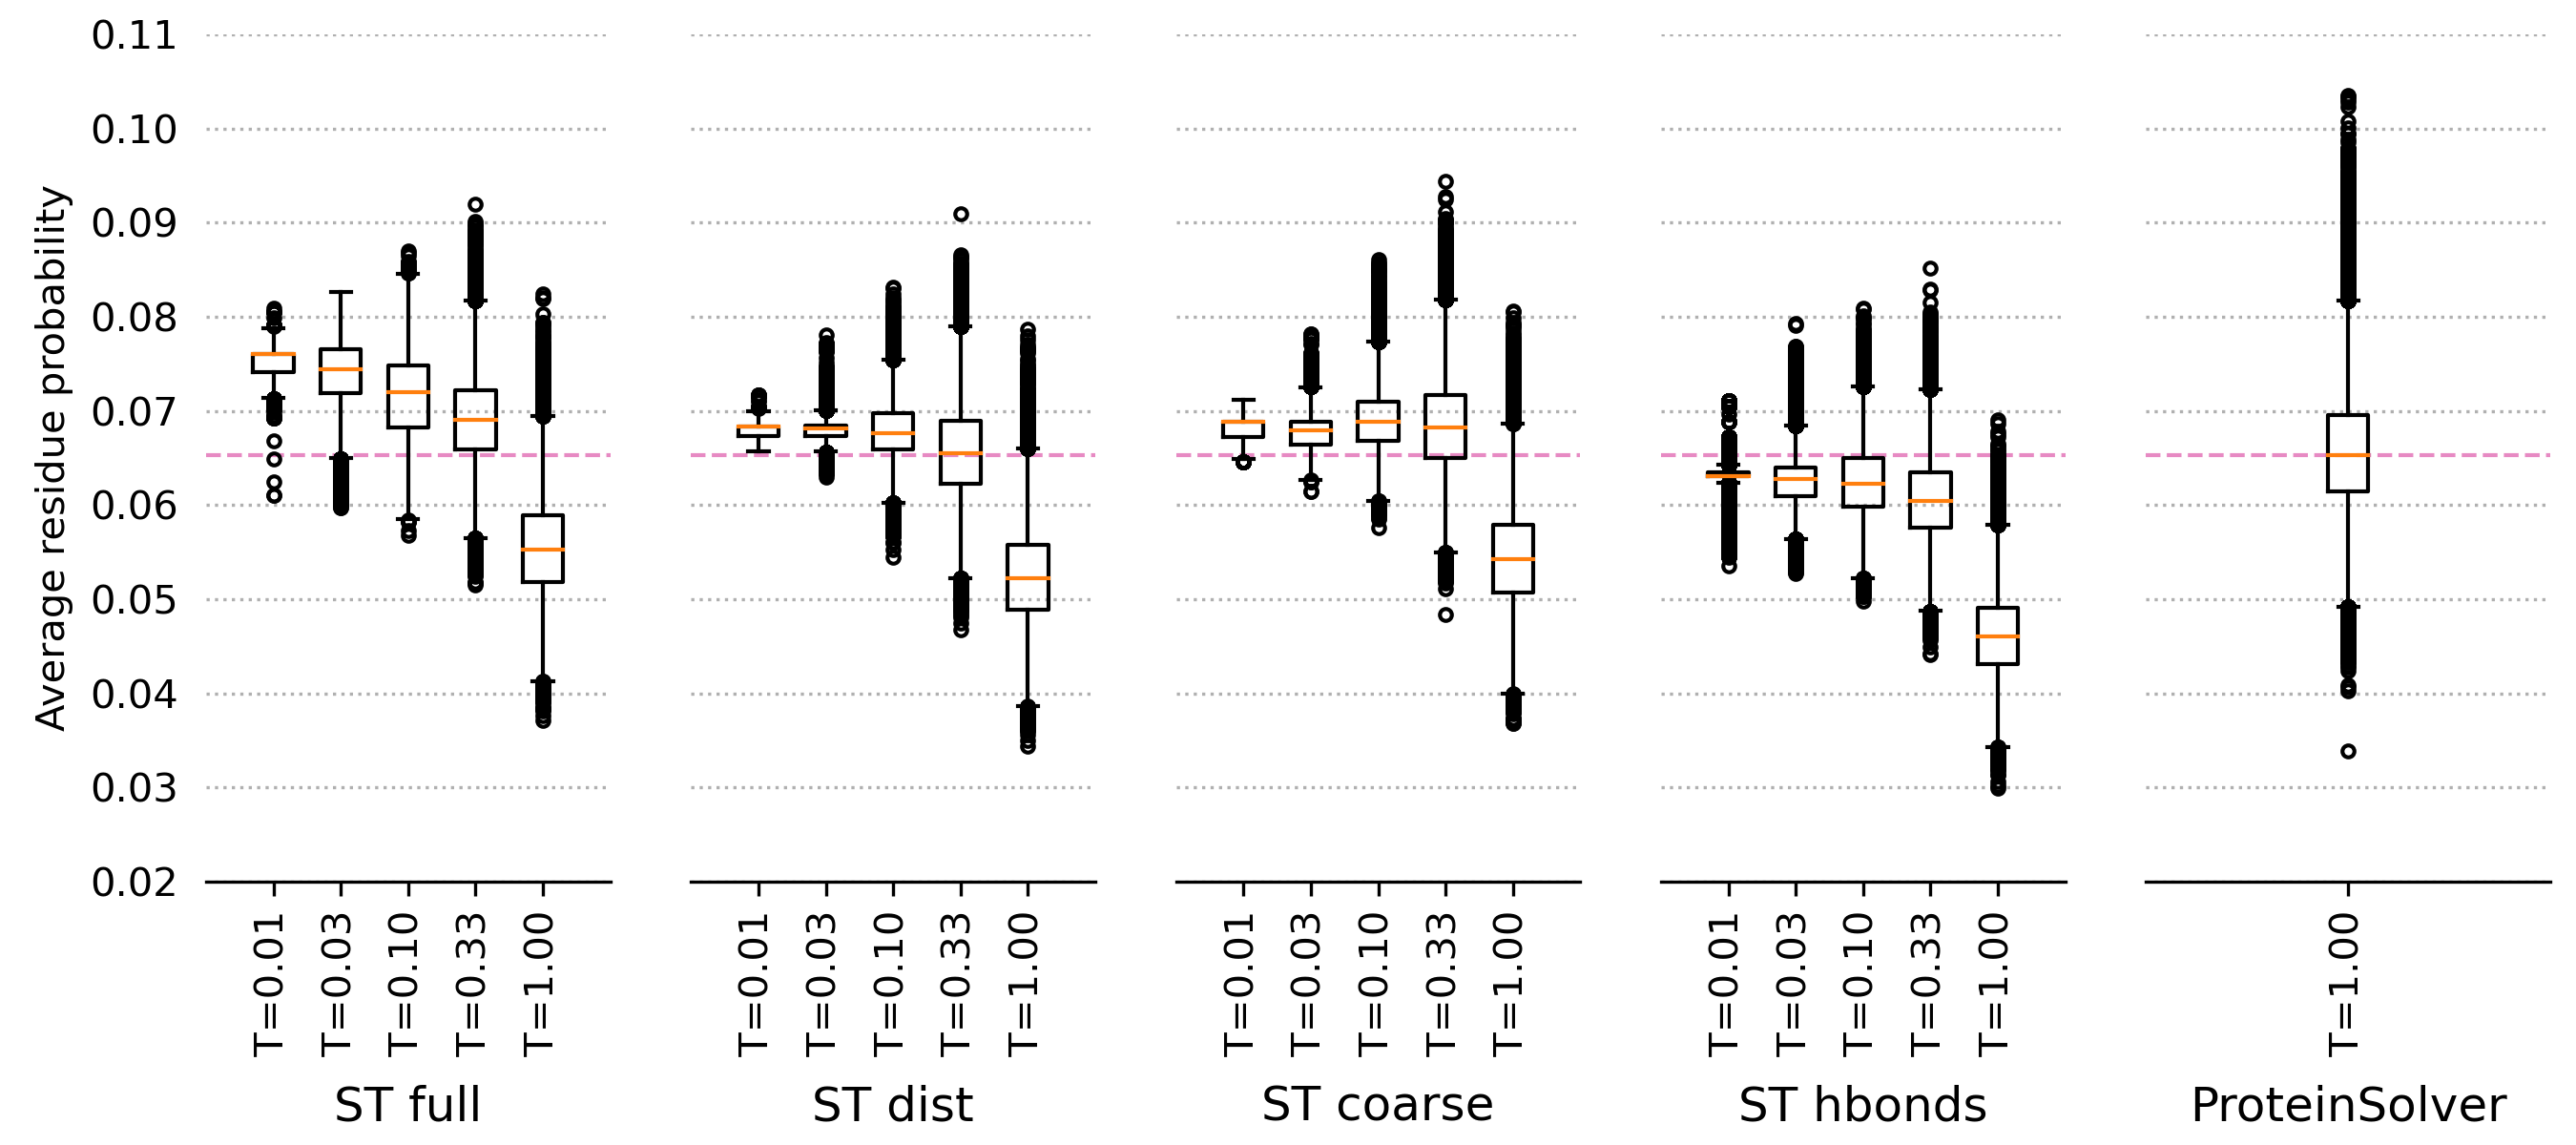 Average residue probability
0.11
0.10
0.09
0.08
0.07
0.06
0.05
0.04
0.03
0.02
T=0.01
T=0.03
T=0.10
T=0.33
T=1.00
ST full
T=0.01
T=0.03
T=0.10
T=0.33
T=1.00
ST dist
T=0.01
T=0.03
T=0.10
T=0.33
T=1.00
ST coarse
T=0.01
T=0.03
T=0.10
T=0.33
T=1.00
ST hbonds
T=1.00
ProteinSolver